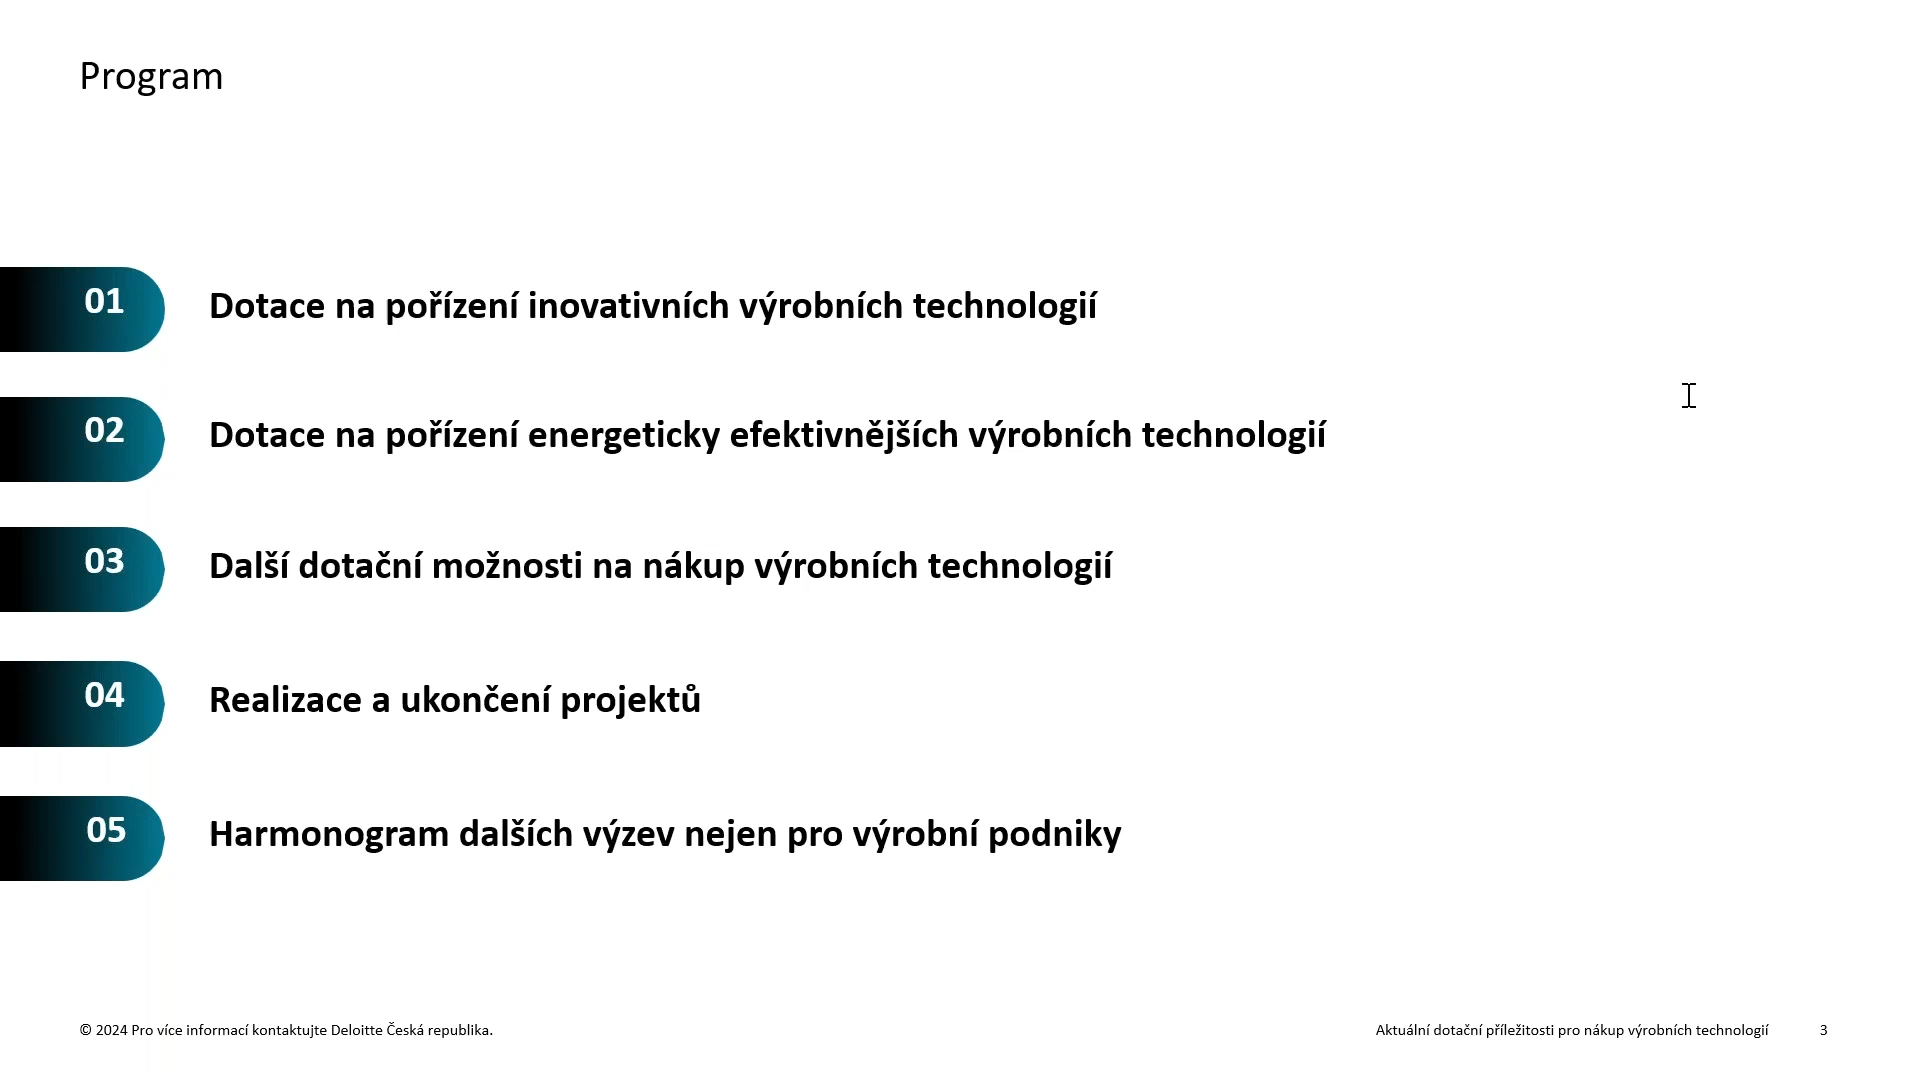 Program
01
Dotace na pořízení inovativních výrobních technologií
02
Dotace na pořízení energeticky efektivnějších výrobních technologií
03
Další dotační možnosti na nákup výrobních technologií
04
Realizace a ukončení projektů
05
Harmonogram dalších výzev nejen pro výrobní podniky
© 2024 Pro více informací kontaktujte Deloitte Česká republika.
Aktuální dotační příležitosti pro nákup výrobních technologií
3